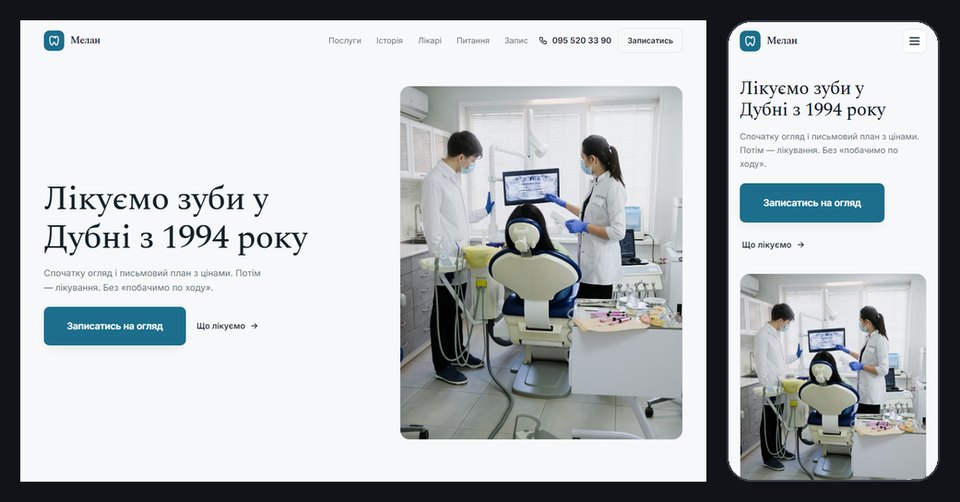 Мелан
Послуги Історія Лікарі Питання Запис 095 520 33 90 Записатись
Лікуємо зуби у
Дубні з 1994 року
Спочатку огляд і письмовий план з цінами. Потім
— лікування. Без «побачимо по ходу».
Записатись на огляд Що лікуємо →
Мелан
Лікуємо зуби у
Дубні з 1994 року
Спочатку огляд і письмовий план з цінами.
Потім — лікування. Без «побачимо по
ходу».
Записатись на огляд
Що лікуємо →